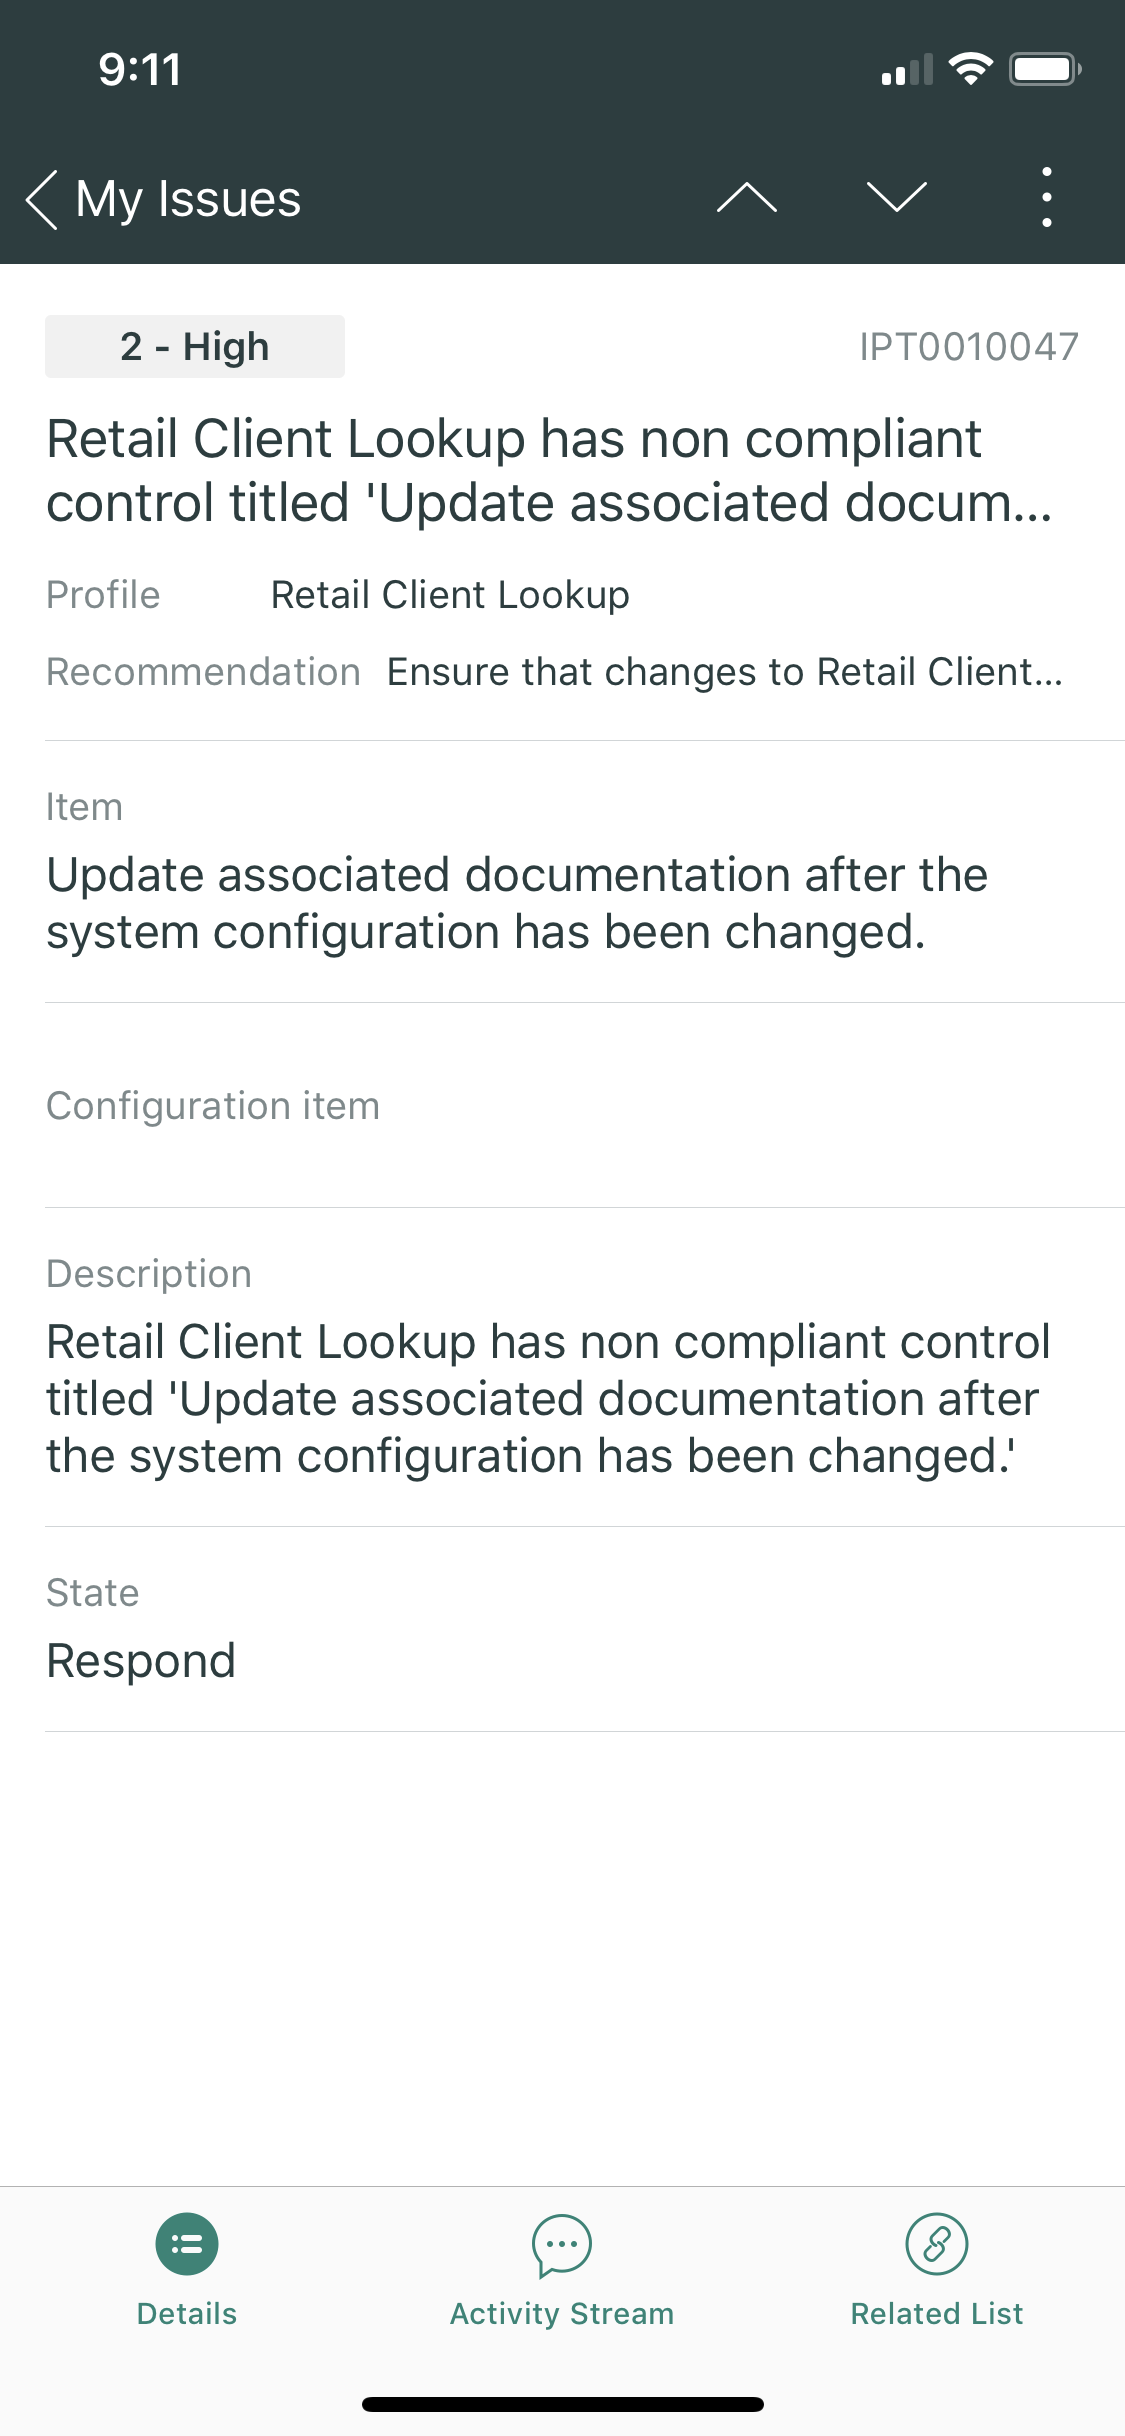 9:11
My Issues
2 - High
IPT0010047
Retail Client Lookup has non compliant
control titled 'Update associated docum...
Profile Retail Client Lookup
Recommendation Ensure that changes to Retail Client...
Item
Update associated documentation after the
system configuration has been changed.
Configuration item
Description
Retail Client Lookup has non compliant control
titled 'Update associated documentation after
the system configuration has been changed.'
State
Respond
Details
Activity Stream
Related List